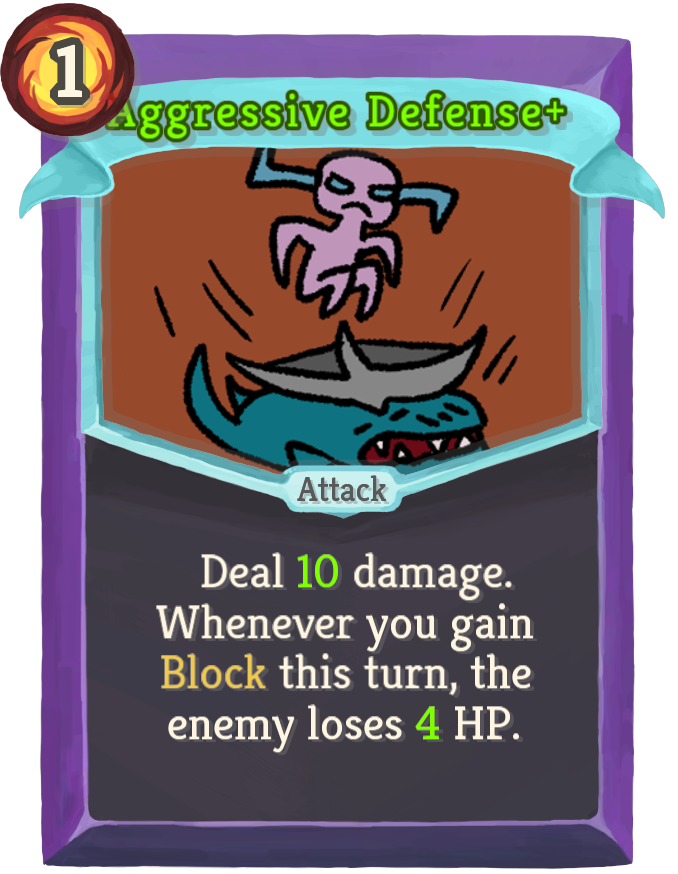 1
Aggressive Defense+
Attack
Deal 10 damage.
Whenever you gain
Block this turn, the
enemy loses 4 HP.